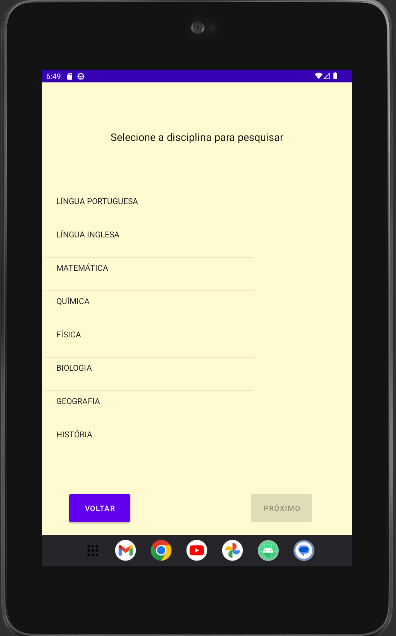 6:49
Selecione a disciplina para pesquisar
LÍNGUA PORTUGUESA
LÍNGUA INGLESA
MATEMÁTICA
QUÍMICA
FÍSICA
BIOLOGIA
GEOGRAFIA
HISTÓRIA
VOLTAR PRÓXIMO